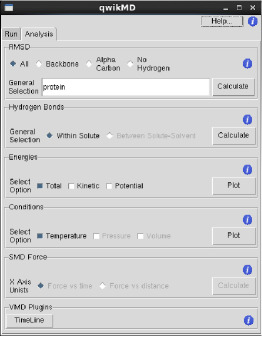 qwikMD
Help...
Run Analysis
RMSD
All Backbone Alpha Carbon No Hydrogen
General Selection protein Calculate
Hydrogen Bonds
General Selection Within Solute Between Solute-Solvent Calculate
Energies
Select Option Total Kinetic Potential Plot
Conditions
Select Option Temperature Pressure Volume Plot
SMD Force
X Axis Unists Force vs time Force vs distance Calculate
VMD Plugins
TimeLine